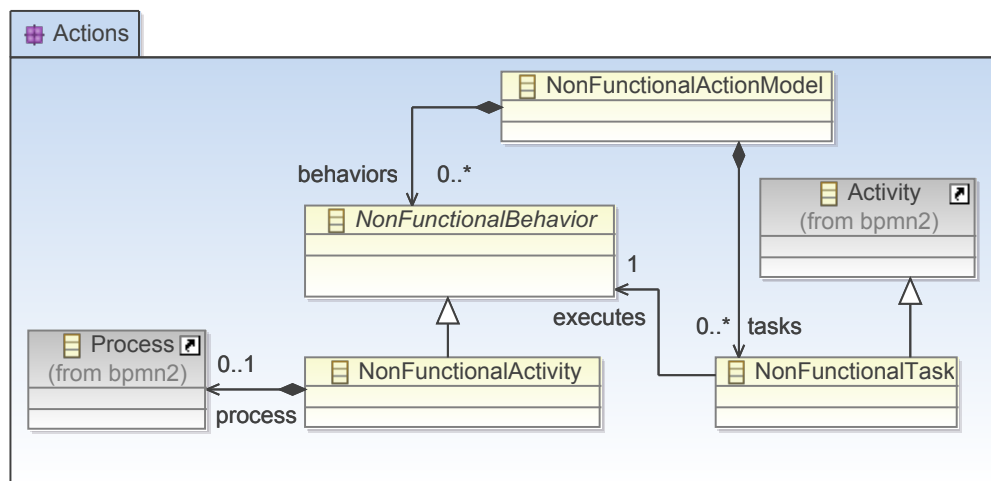 Actions
NonFunctionalActionModel
behaviors 0..*
Activity
(from bpmn2)
NonFunctionalBehavior
1
executes
0..* tasks
Process
(from bpmn2)
0..1
process
NonFunctionalActivity
NonFunctionalTask